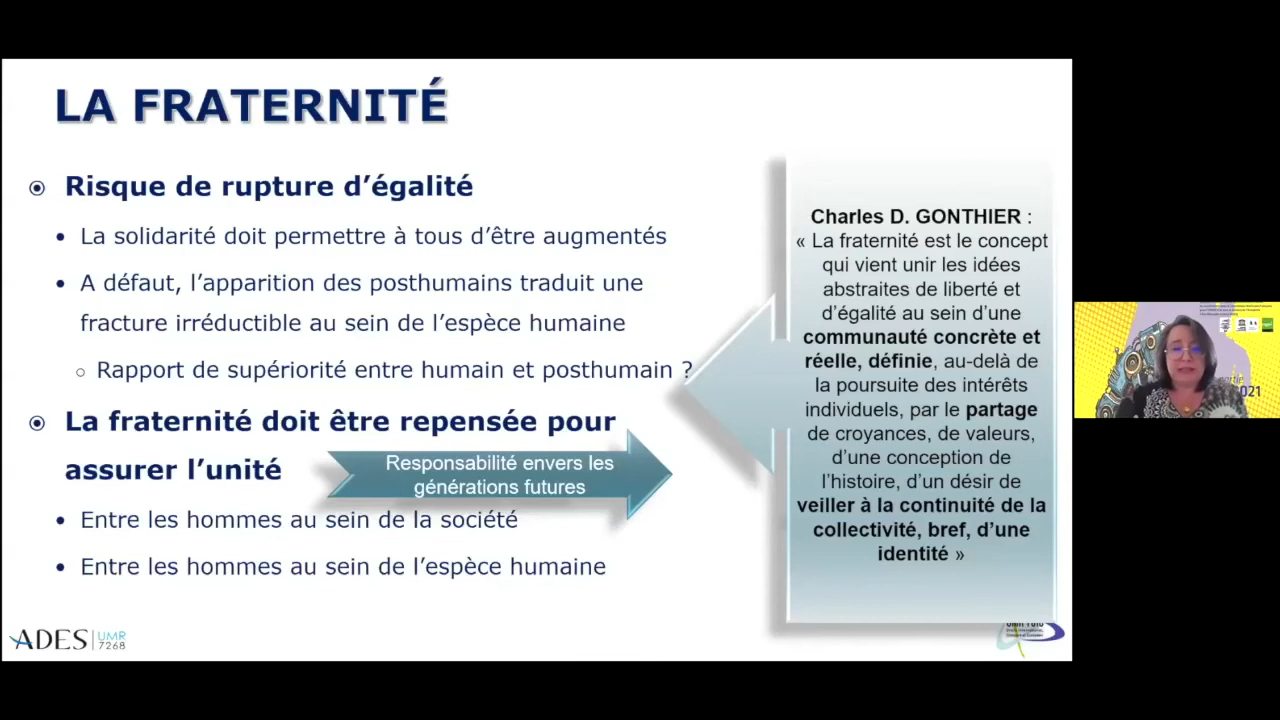 LA FRATERNITÉ
Risque de rupture d’égalité
La solidarité doit permettre à tous d’être augmentés
A défaut, l’apparition des posthumains traduit une
fracture irréductible au sein de l’espèce humaine
Rapport de supériorité entre humain et posthumain ?
La fraternité doit être repensée pour
assurer l’unité
Responsabilité envers les
générations futures
Entre les hommes au sein de la société
Entre les hommes au sein de l’espèce humaine
Charles D. GONTHIER :
« La fraternité est le concept
qui vient unir les idées
abstraites de liberté et
d’égalité au sein d’une
communauté concrète et
réelle, définie, au-delà de
la poursuite des intérêts
individuels, par le partage
de croyances, de valeurs,
d’une conception de
l’histoire, d’un désir de
veiller à la continuité de la
collectivité, bref, d’une
identité »
ADES UMR
7268
021